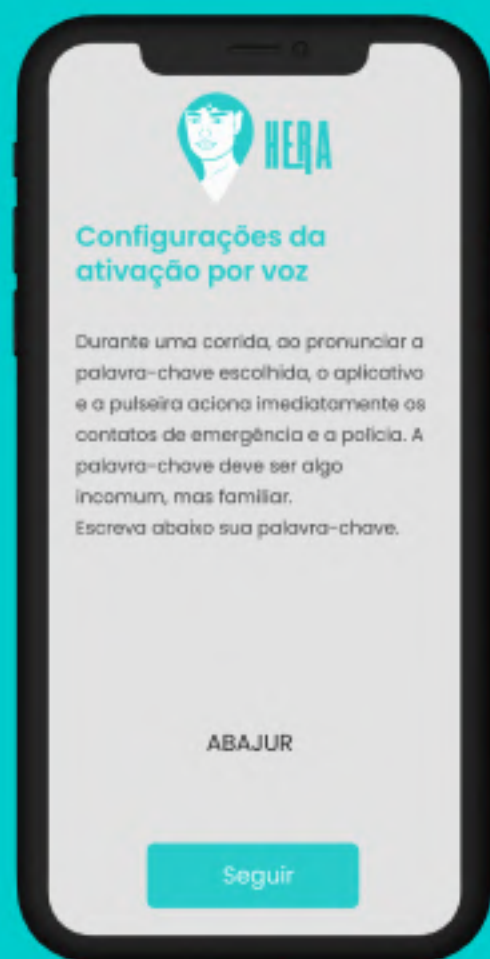 HERA
Configurações da
ativação por voz
Durante uma corrida, ao pronunciar a
palavra-chave escolhida, o aplicativo
e a pulseira aciona imediatamente os
contatos de emergência e a polícia. A
palavra-chave deve ser algo
incomum, mas familiar.
Escreva abaixo sua palavra-chave.
ABAJUR
Seguir